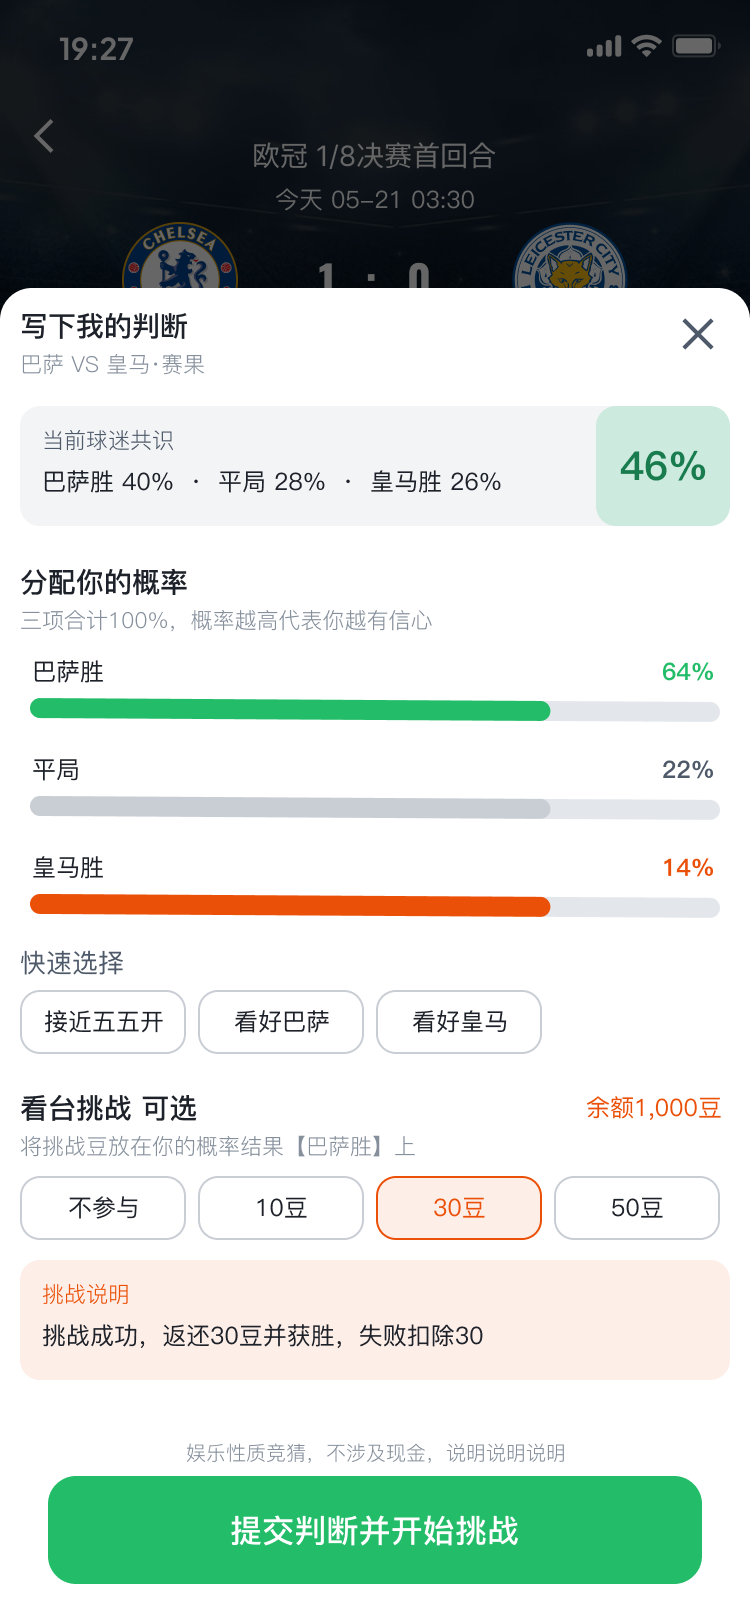 19:27
欧冠 1/8决赛首回合
今天 05-21 03:30
CHELSEA
1 : 0
LEICESTER CITY
写下我的判断
巴萨 VS 皇马·赛果
当前球迷共识
巴萨胜 40% · 平局 28% · 皇马胜 26%
46%
分配你的概率
三项合计100%，概率越高代表你越有信心
巴萨胜 64%
平局 22%
皇马胜 14%
快速选择
接近五五开 看好巴萨 看好皇马
看台挑战 可选 余额1,000豆
将挑战豆放在你的概率结果【巴萨胜】上
不参与 10豆 30豆 50豆
挑战说明
挑战成功，返还30豆并获胜，失败扣除30
娱乐性质竞猜，不涉及现金，说明说明说明
提交判断并开始挑战